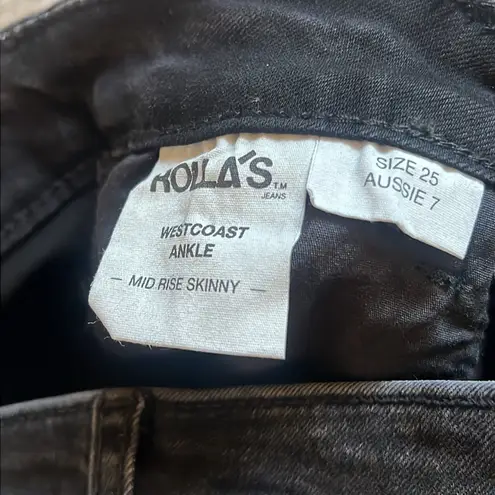 ROLLA'S TM
JEANS
WESTCOAST
ANKLE
— MID RISE SKINNY —
SIZE 25
AUSSIE 7